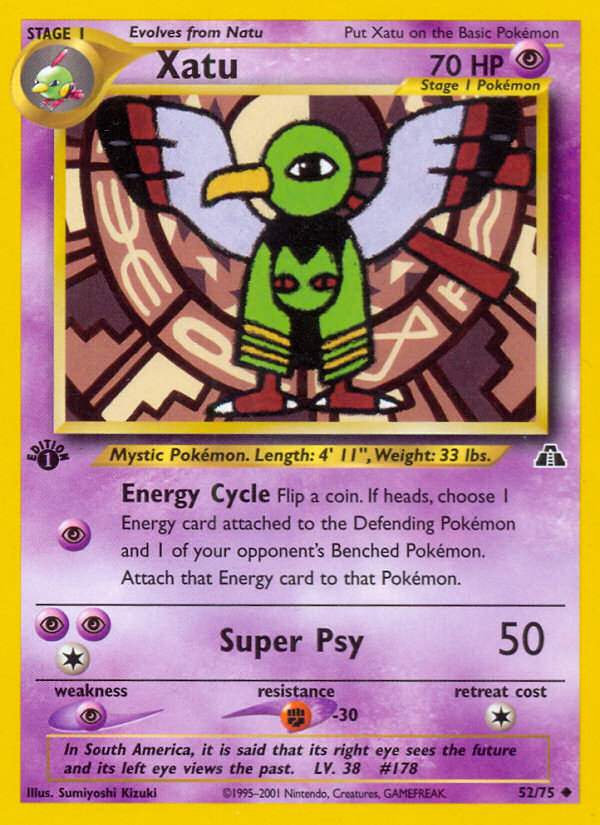 STAGE 1 Evolves from Natu Put Xatu on the Basic Pokémon
Xatu 70 HP
Stage 1 Pokémon
EDITION
1
Mystic Pokémon. Length: 4' 11", Weight: 33 lbs.
Energy Cycle Flip a coin. If heads, choose 1
Energy card attached to the Defending Pokémon
and 1 of your opponent's Benched Pokémon.
Attach that Energy card to that Pokémon.
Super Psy 50
weakness resistance retreat cost
-30
In South America, it is said that its right eye sees the future
and its left eye views the past. LV. 38 #178
Illus. Sumiyoshi Kizuki ©1995–2001 Nintendo, Creatures, GAMEFREAK. 52/75 ◆